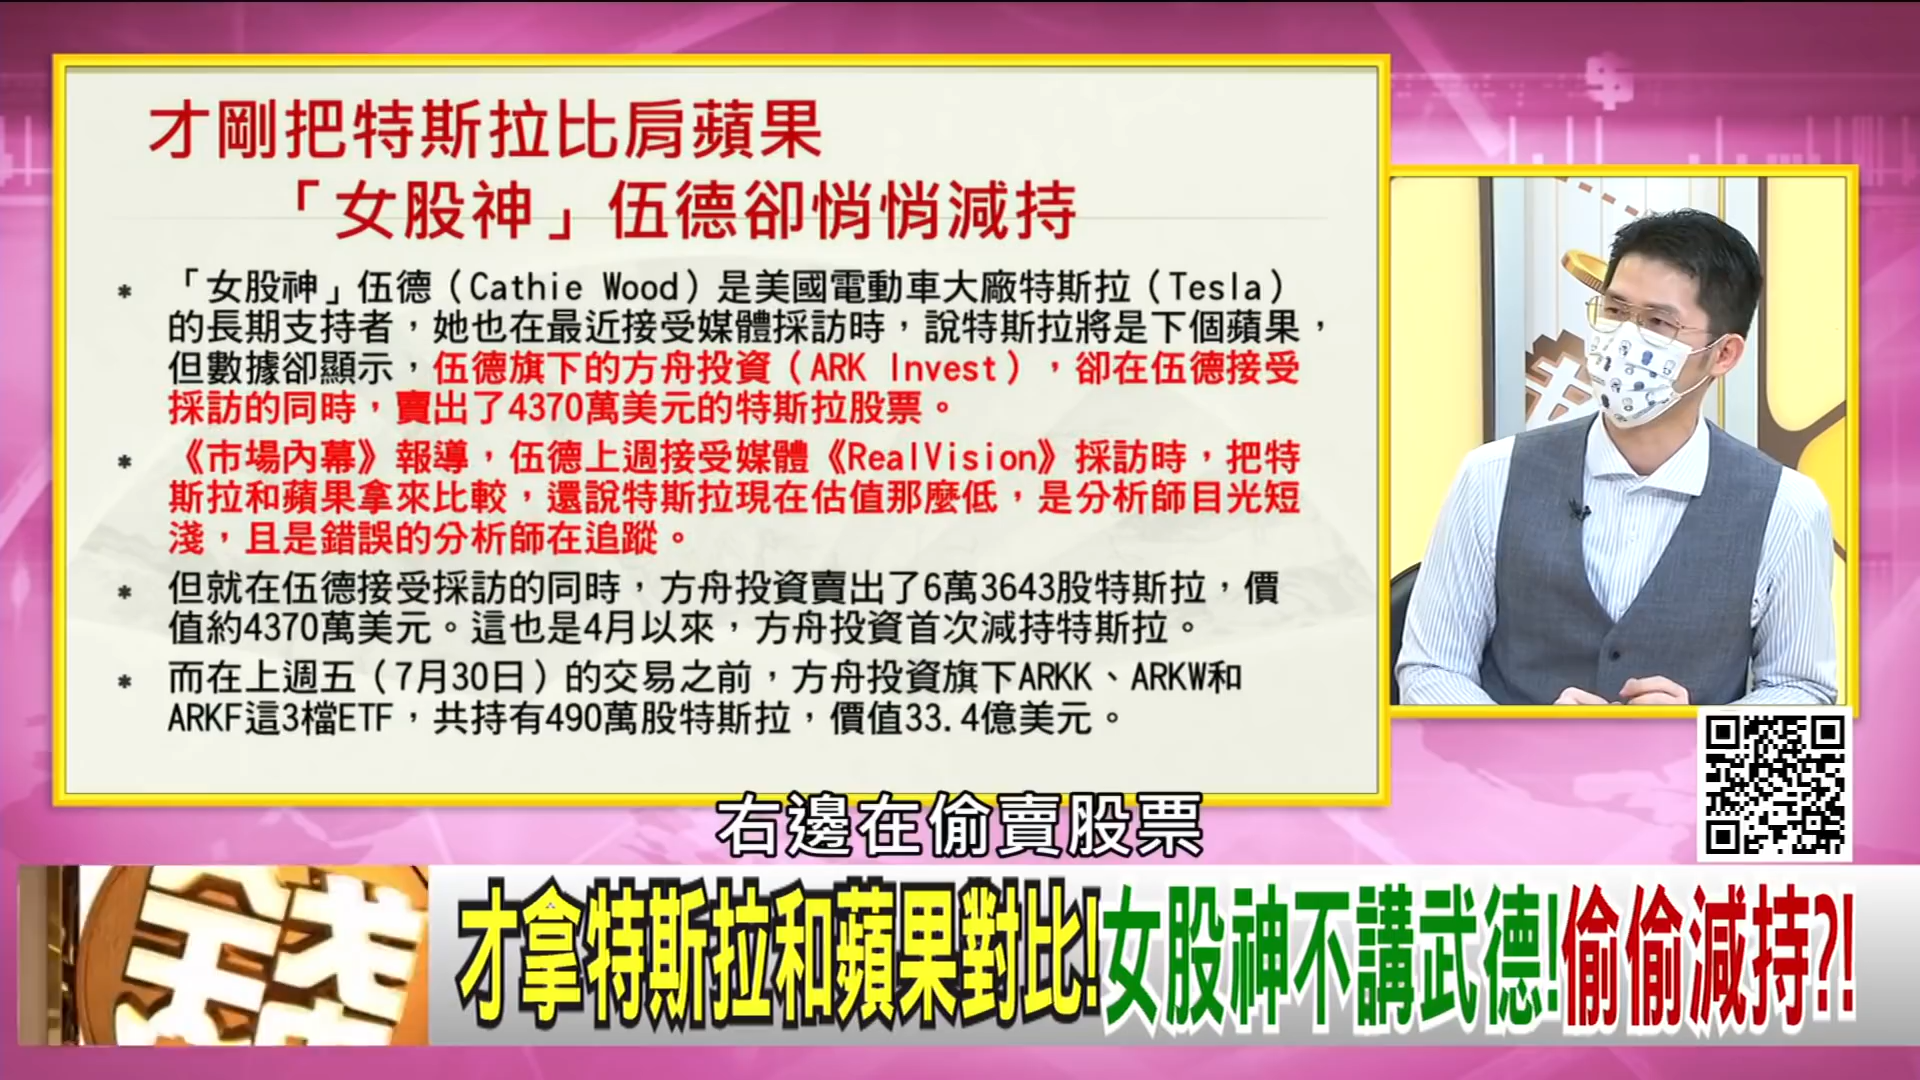 才剛把特斯拉比肩蘋果
「女股神」伍德卻悄悄減持
* 「女股神」伍德（Cathie Wood）是美國電動車大廠特斯拉（Tesla）
的長期支持者，她也在最近接受媒體採訪時，說特斯拉將是下個蘋果，
但數據卻顯示，伍德旗下的方舟投資（ARK Invest），卻在伍德接受
採訪的同時，賣出了4370萬美元的特斯拉股票。
* 《市場內幕》報導，伍德上週接受媒體《RealVision》採訪時，把特
斯拉和蘋果拿來比較，還說特斯拉現在估值那麼低，是分析師目光短
淺，且是錯誤的分析師在追蹤。
* 但就在伍德接受採訪的同時，方舟投資賣出了6萬3643股特斯拉，價
值約4370萬美元。這也是4月以來，方舟投資首次減持特斯拉。
* 而在上週五（7月30日）的交易之前，方舟投資旗下ARKK、ARKW和
ARKF這3檔ETF，共持有490萬股特斯拉，價值33.4億美元。
右邊在偷賣股票
才拿特斯拉和蘋果對比!女股神不講武德!偷偷減持?!